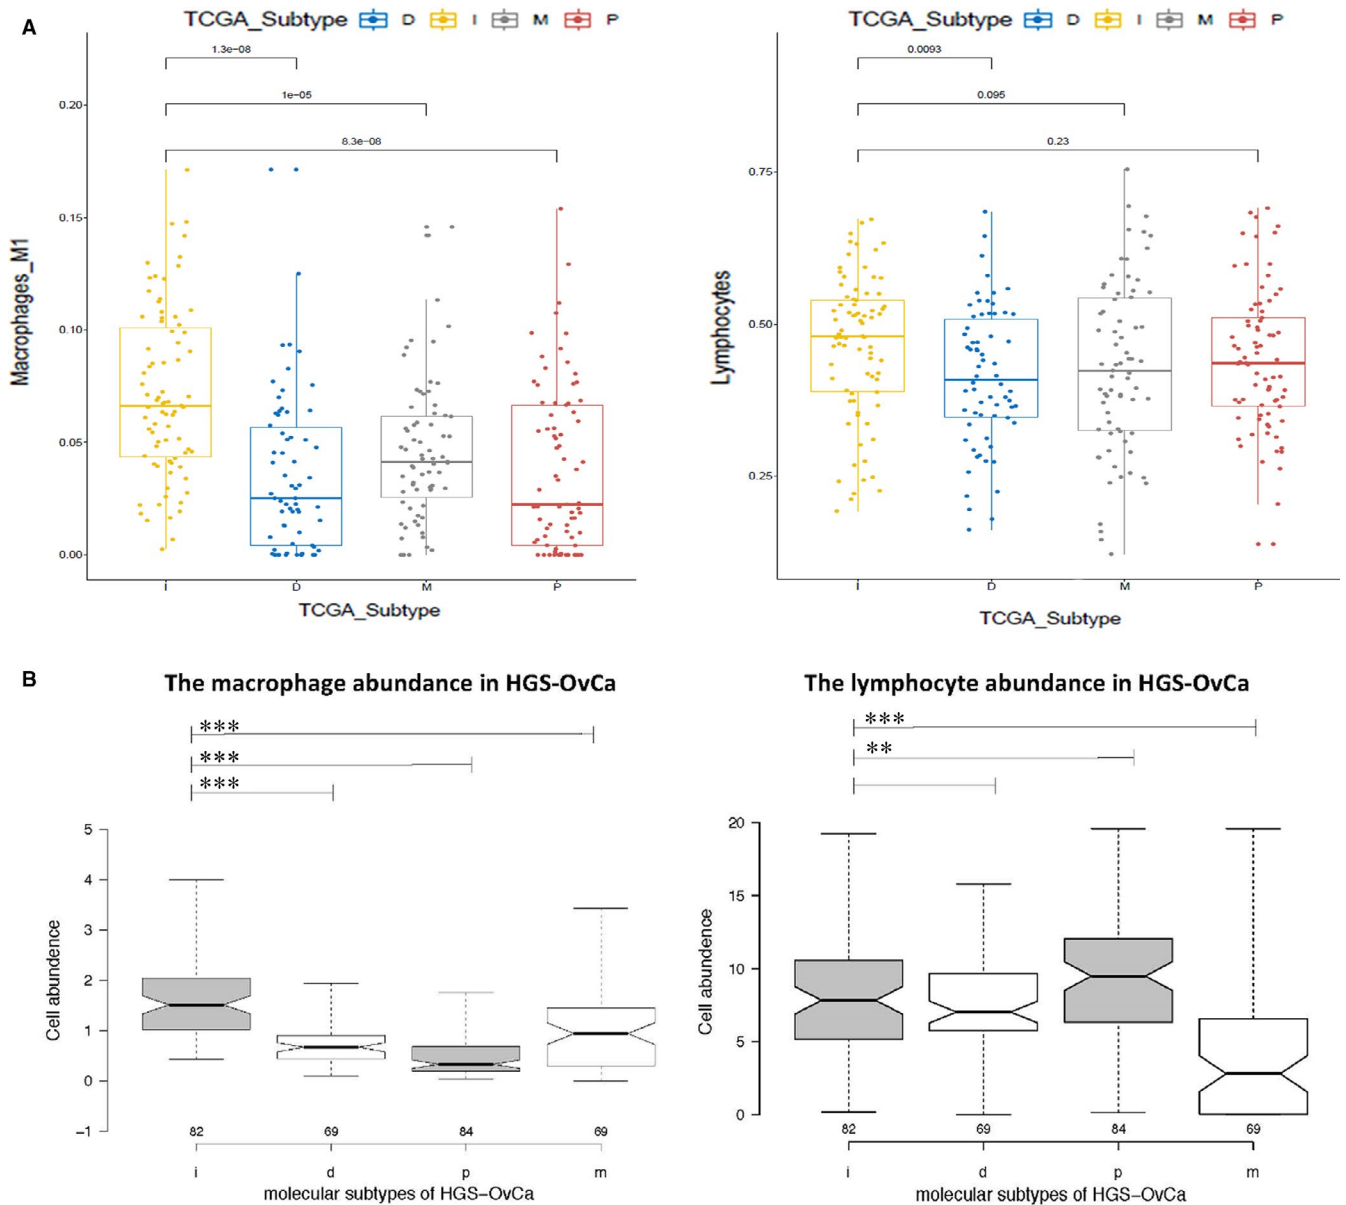 A
TCGA_Subtype D I M P
1.3e−08
1e−05
8.3e−08
0.20
0.15
0.10
0.05
0.00
Macrophages_M1
I D M P
TCGA_Subtype
TCGA_Subtype D I M P
0.0093
0.095
0.23
0.75
0.50
0.25
Lymphocytes
I D M P
TCGA_Subtype
B
The macrophage abundance in HGS-OvCa
***
***
***
5
4
3
2
1
0
−1
Cell abundance
82 69 84 69
i d p m
molecular subtypes of HGS−OvCa
The lymphocyte abundance in HGS-OvCa
***
**
20
15
10
5
0
Cell abundance
82 69 84 69
i d p m
molecular subtypes of HGS−OvCa